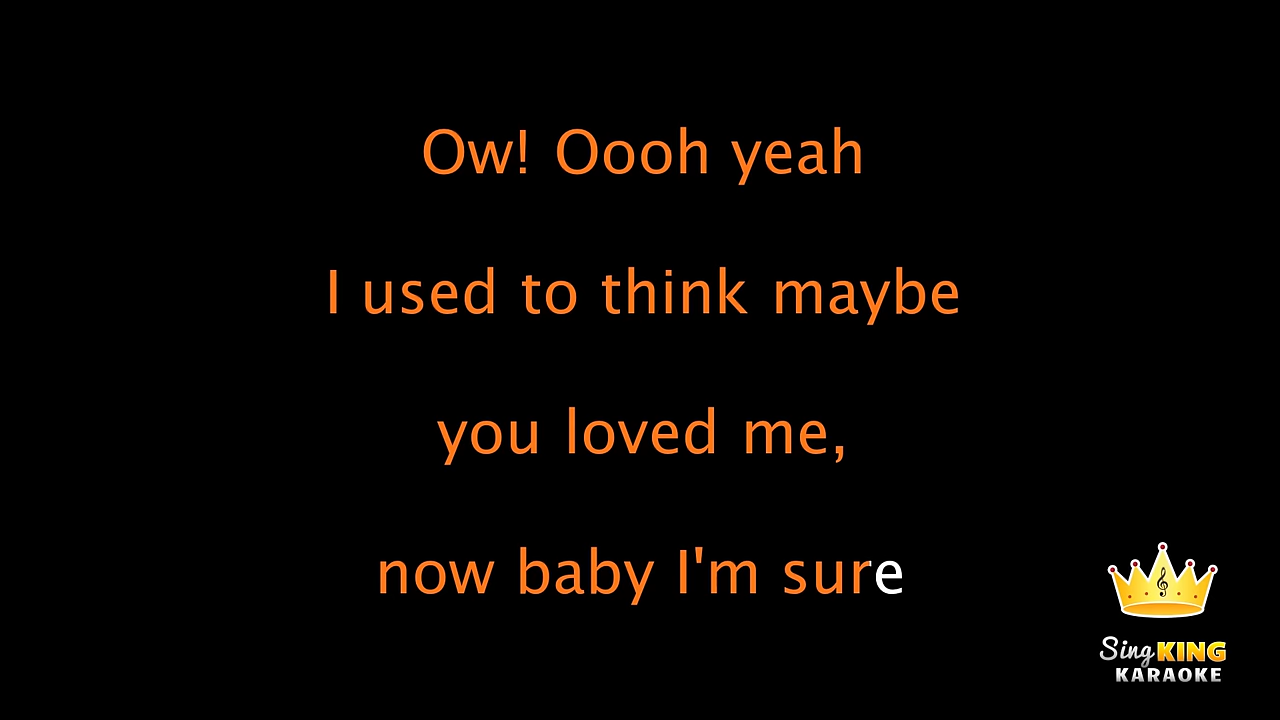 Ow! Oooh yeah
I used to think maybe
you loved me,
now baby I'm sure
Sing KING
KARAOKE